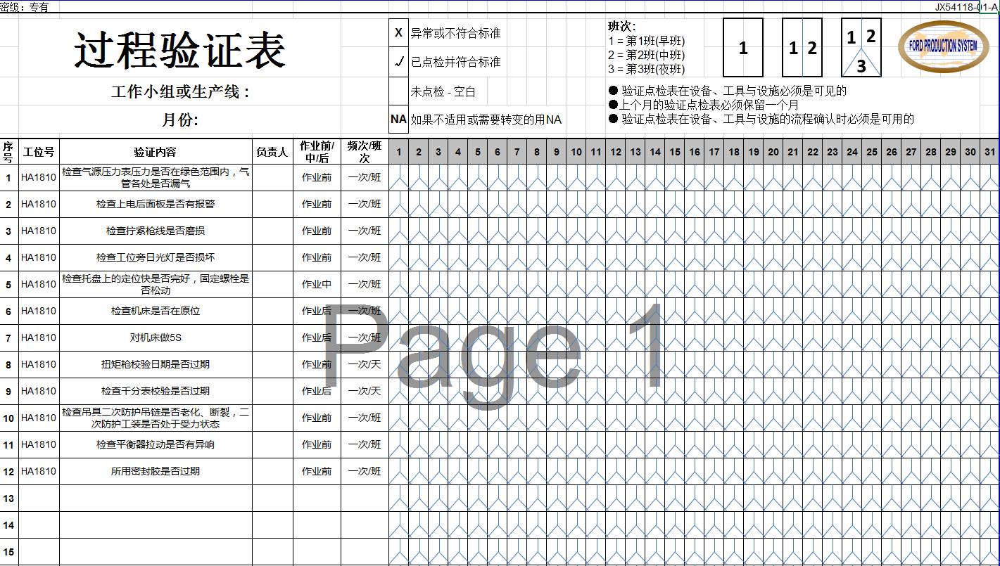 密级：专有
JX54118-01-A
过程验证表
工作小组或生产线：
月份:
X 异常或不符合标准
✓ 已点检并符合标准
未点检 - 空白
NA 如果不适用或需要转变的用NA
班次:
1 = 第1班(早班)
2 = 第2班(中班)
3 = 第3班(夜班)
1
1 2
1 2
3
FORD PRODUCTION SYSTEM
● 验证点检表在设备、工具与设施必须是可见的
●上个月的验证点检表必须保留一个月
● 验证点检表在设备、工具与设施的流程确认时必须是可用的
序号 工位号 验证内容 负责人 作业前/中/后 频次/班次 1 2 3 4 5 6 7 8 9 10 11 12 13 14 15 16 17 18 19 20 21 22 23 24 25 26 27 28 29 30 31
1 HA1810 检查气源压力表压力是否在绿色范围内，气管各处是否漏气 作业前 一次/班
2 HA1810 检查上电后面板是否有报警 作业前 一次/班
3 HA1810 检查拧紧枪线是否磨损 作业前 一次/班
4 HA1810 检查工位旁日光灯是否损坏 作业前 一次/班
5 HA1810 检查托盘上的定位快是否完好，固定螺栓是否松动 作业中 一次/班
6 HA1810 检查机床是否在原位 作业后 一次/班
7 HA1810 对机床做5S 作业后 一次/班
8 HA1810 扭矩枪校验日期是否过期 作业前 一次/天
9 HA1810 检查千分表校验是否过期 作业后 一次/天
10 HA1810 检查吊具二次防护吊链是否老化、断裂，二次防护工装是否处于受力状态 作业前 一次/班
11 HA1810 检查平衡器拉动是否有异响 作业前 一次/班
12 HA1810 所用密封胶是否过期 作业前 一次/班
13
14
15
Page 1